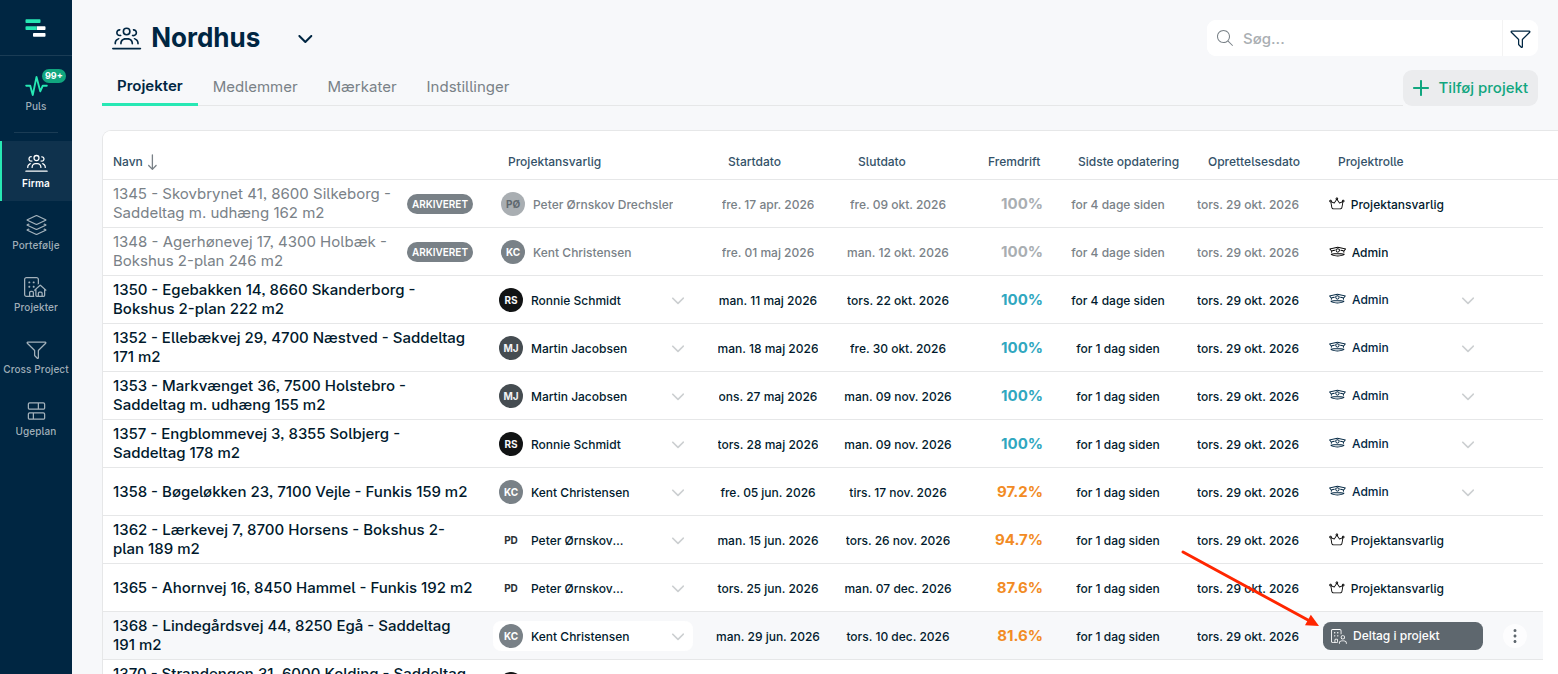 Nordhus
Søg...
99+
Puls
Projekter
Medlemmer
Mærkater
Indstillinger
Tilføj projekt
Firma
Portefølje
Projekter
Cross Project
Ugeplan
Navn
Projektansvarlig
Startdato
Slutdato
Fremdrift
Sidste opdatering
Oprettelsesdato
Projektrolle
1345 - Skovbrynet 41, 8600 Silkeborg -
Saddeltag m. udhæng 162 m2
ARKIVERET
PØ
Peter Ørnskov Drechsler
fre. 17 apr. 2026
fre. 09 okt. 2026
100%
for 4 dage siden
tors. 29 okt. 2026
Projektansvarlig
1348 - Agerhønevej 17, 4300 Holbæk -
Bokshus 2-plan 246 m2
ARKIVERET
KC
Kent Christensen
fre. 01 maj 2026
man. 12 okt. 2026
100%
for 4 dage siden
tors. 29 okt. 2026
Admin
1350 - Egebakken 14, 8660 Skanderborg -
Bokshus 2-plan 222 m2
RS
Ronnie Schmidt
man. 11 maj 2026
tors. 22 okt. 2026
100%
for 4 dage siden
tors. 29 okt. 2026
Admin
1352 - Ellebækvej 29, 4700 Næstved - Saddeltag
171 m2
MJ
Martin Jacobsen
man. 18 maj 2026
fre. 30 okt. 2026
100%
for 1 dag siden
tors. 29 okt. 2026
Admin
1353 - Markvænget 36, 7500 Holstebro -
Saddeltag m. udhæng 155 m2
MJ
Martin Jacobsen
ons. 27 maj 2026
man. 09 nov. 2026
100%
for 1 dag siden
tors. 29 okt. 2026
Admin
1357 - Engblommevej 3, 8355 Solbjerg -
Saddeltag 178 m2
RS
Ronnie Schmidt
tors. 28 maj 2026
man. 09 nov. 2026
100%
for 1 dag siden
tors. 29 okt. 2026
Admin
1358 - Bøgeløkken 23, 7100 Vejle - Funkis 159 m2
KC
Kent Christensen
fre. 05 jun. 2026
tirs. 17 nov. 2026
97.2%
for 1 dag siden
tors. 29 okt. 2026
Admin
1362 - Lærkevej 7, 8700 Horsens - Bokshus 2-
plan 189 m2
PD
Peter Ørnskov...
man. 15 jun. 2026
tors. 26 nov. 2026
94.7%
for 1 dag siden
tors. 29 okt. 2026
Projektansvarlig
1365 - Ahornvej 16, 8450 Hammel - Funkis 192 m2
PD
Peter Ørnskov...
tors. 25 jun. 2026
man. 07 dec. 2026
87.6%
for 1 dag siden
tors. 29 okt. 2026
Projektansvarlig
1368 - Lindegårdsvej 44, 8250 Egå - Saddeltag
191 m2
KC
Kent Christensen
man. 29 jun. 2026
tors. 10 dec. 2026
81.6%
for 1 dag siden
tors. 29 okt. 2026
Deltag i projekt
1370 - Strandengen 31, 6000 Kolding - Saddeltag